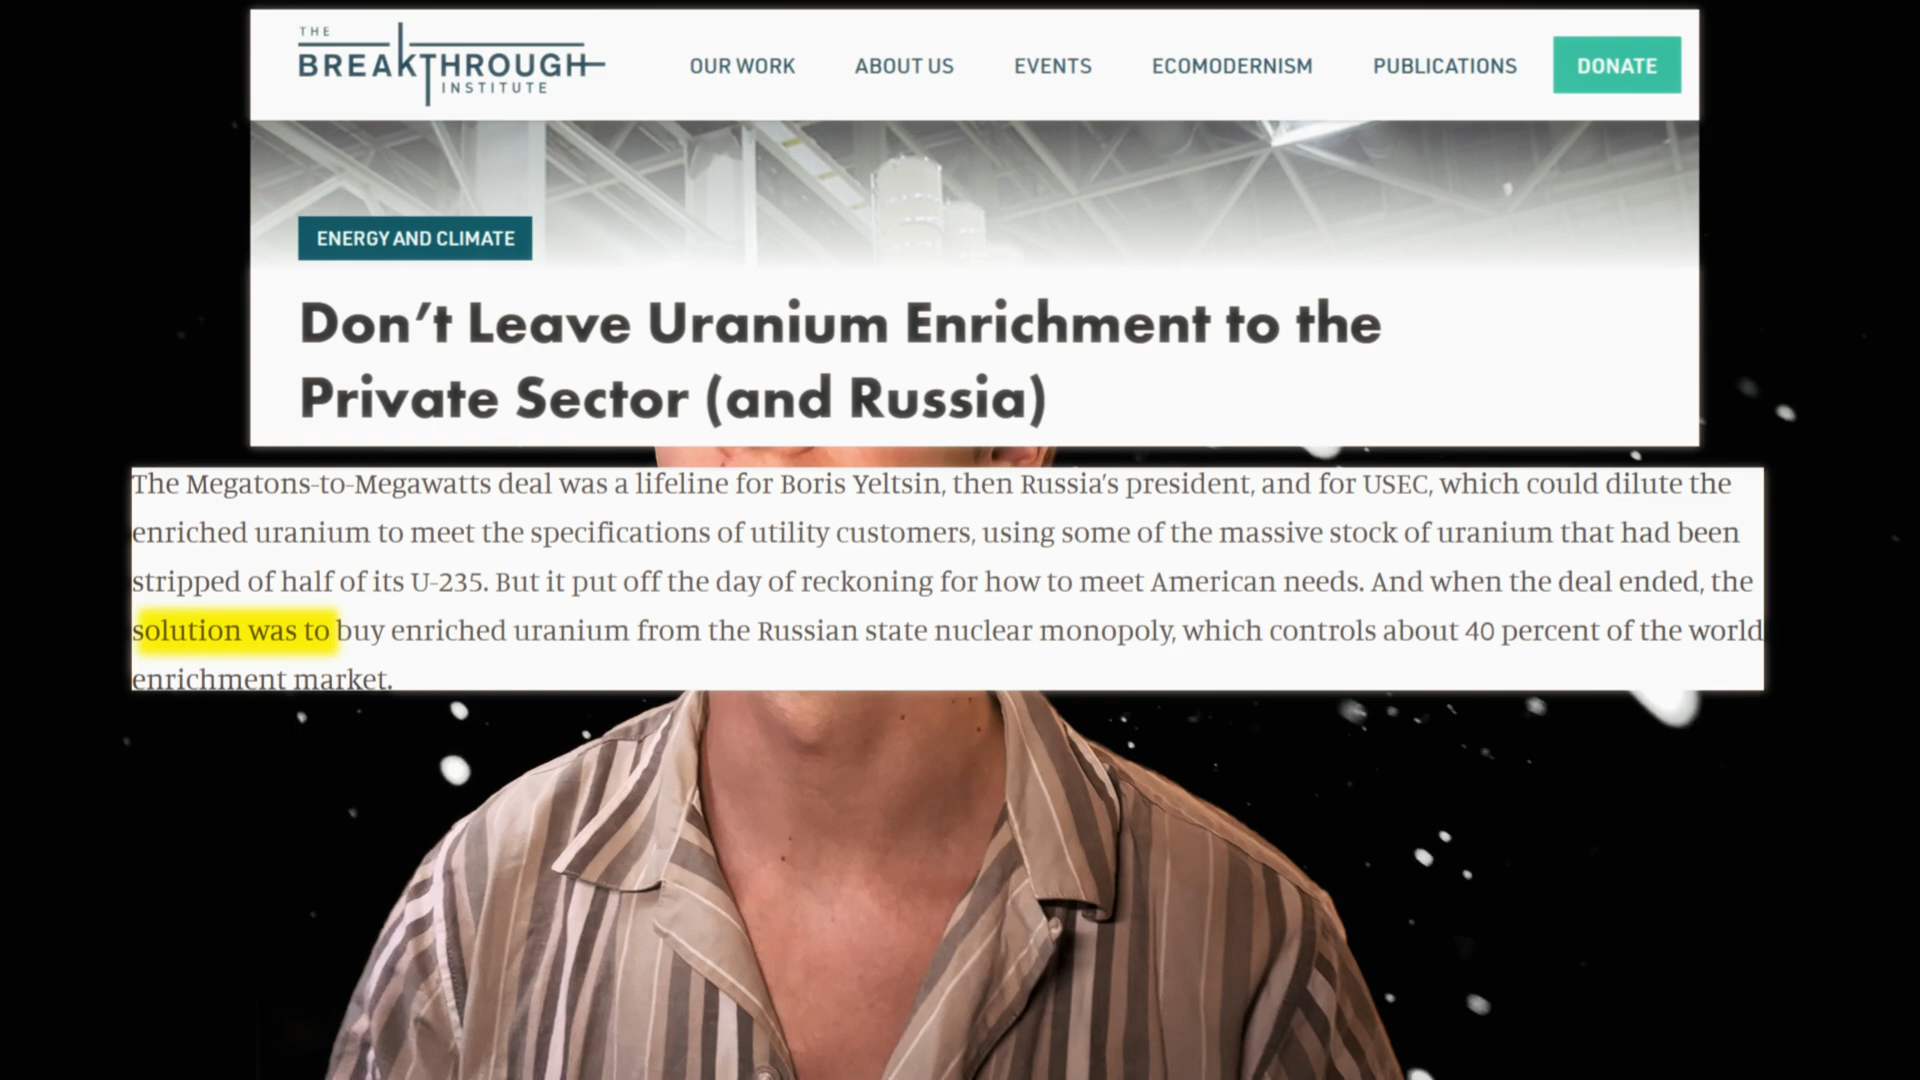 THE
BREAKTHROUGH
INSTITUTE
OUR WORK ABOUT US EVENTS ECOMODERNISM PUBLICATIONS DONATE
ENERGY AND CLIMATE
Don’t Leave Uranium Enrichment to the
Private Sector (and Russia)
The Megatons-to-Megawatts deal was a lifeline for Boris Yeltsin, then Russia’s president, and for USEC, which could dilute the
enriched uranium to meet the specifications of utility customers, using some of the massive stock of uranium that had been
stripped of half of its U-235. But it put off the day of reckoning for how to meet American needs. And when the deal ended, the
solution was to buy enriched uranium from the Russian state nuclear monopoly, which controls about 40 percent of the world
enrichment market.